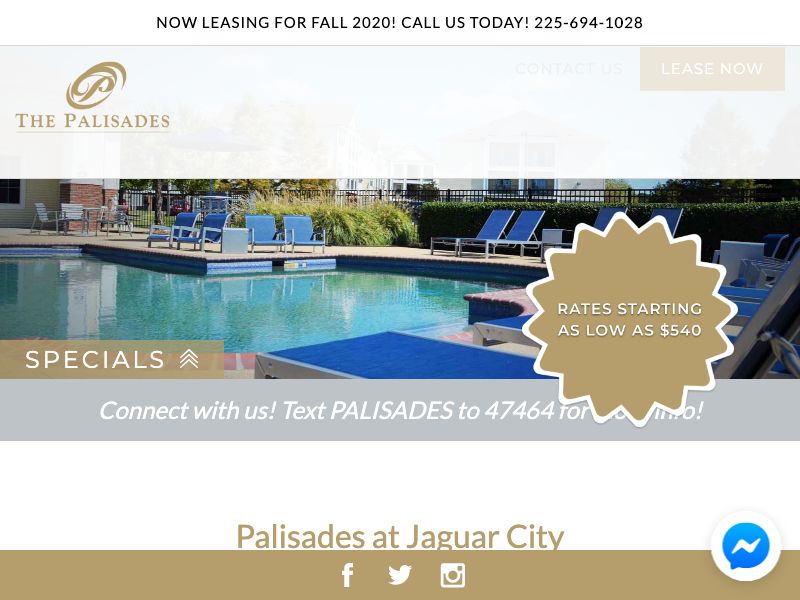 NOW LEASING FOR FALL 2020! CALL US TODAY! 225-694-1028
CONTACT US
LEASE NOW
THE PALISADES
RATES STARTING
AS LOW AS $540
SPECIALS
Connect with us! Text PALISADES to 47464 for info!
Palisades at Jaguar City